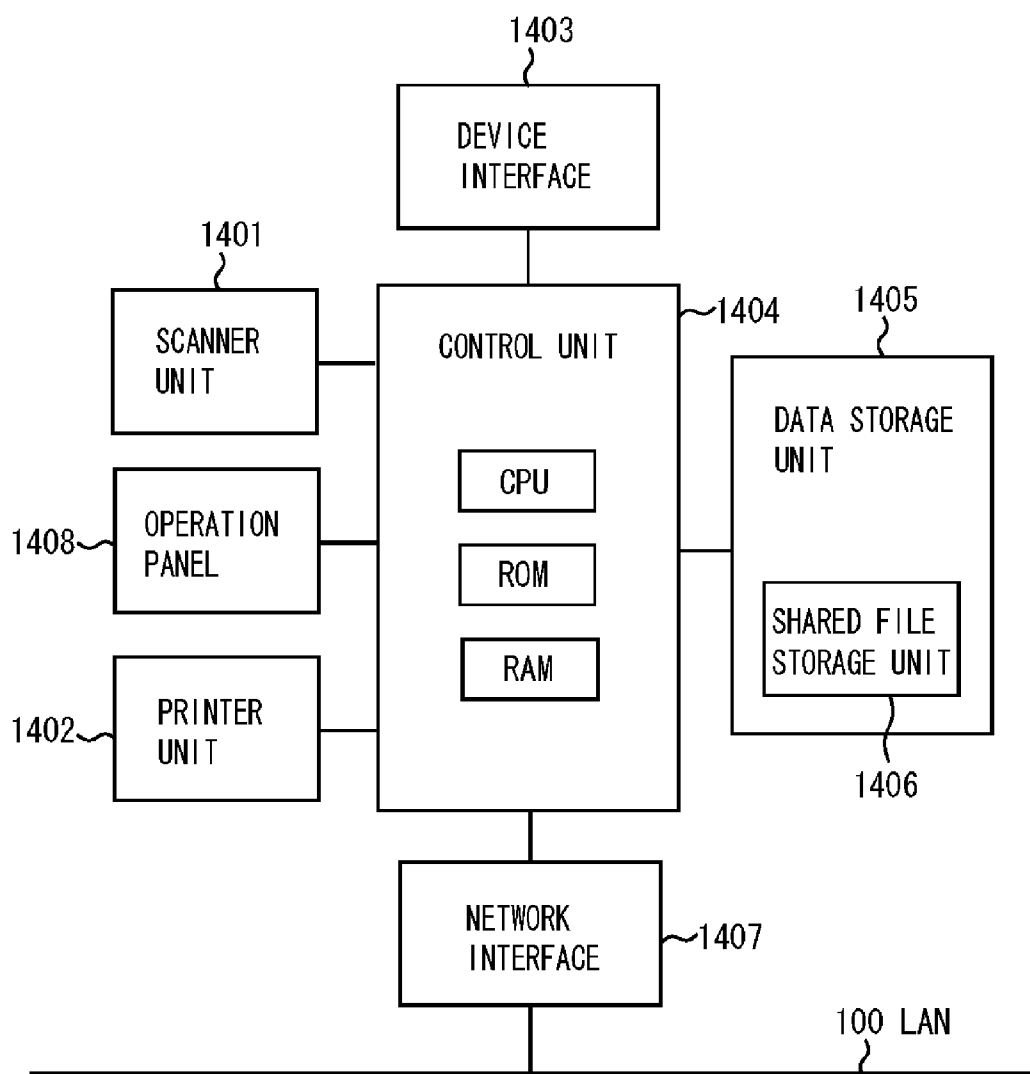 1403
DEVICE
INTERFACE
1401
SCANNER
UNIT
CONTROL UNIT
1404
CPU
ROM
RAM
1405
DATA STORAGE
UNIT
SHARED FILE
STORAGE UNIT
1406
1408
OPERATION
PANEL
1402
PRINTER
UNIT
NETWORK
INTERFACE
1407
100 LAN